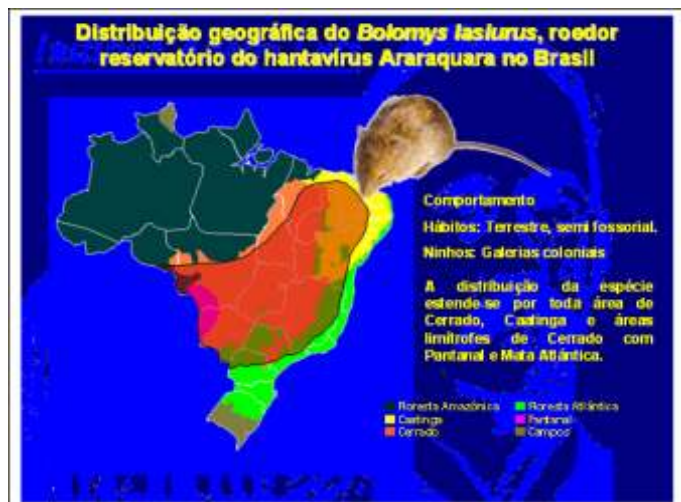 Distribuição geográfica do Bolomys lasiurus, roedor
reservatório do hantavírus Araraquara no Brasil
Comportamento
Hábitos: Terrestre, semi fossorial.
Ninhos: Galerias coloniais
A distribuição da espécie
estende-se por toda área de
Cerrado, Caatinga e áreas
limítrofes de Cerrado com
Pantanal e Mata Atlântica.
Floresta Amazônica
Floresta Atlântica
Caatinga
Pantanal
Cerrado
Campos